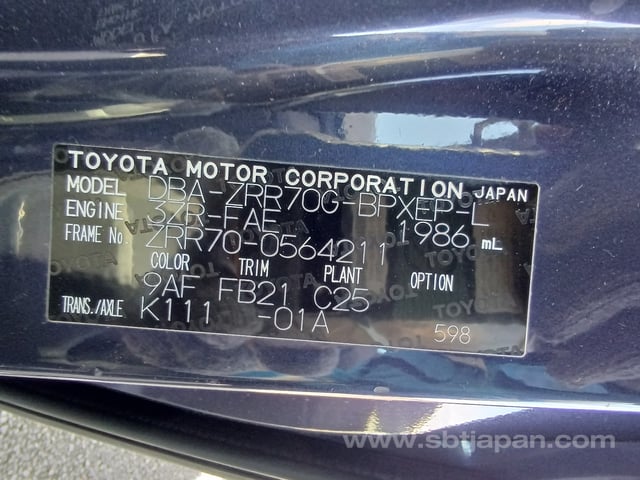 TOYOTA MOTOR CORPORATION JAPAN
MODEL DBA-ZRR70G-BPXEP-L
ENGINE 3ZR-FAE 1986 mL
FRAME No. ZRR70-0564211
COLOR TRIM PLANT OPTION
9AF FB21 C25
TRANS./AXLE K111 -01A 598
www.sbtjapan.com